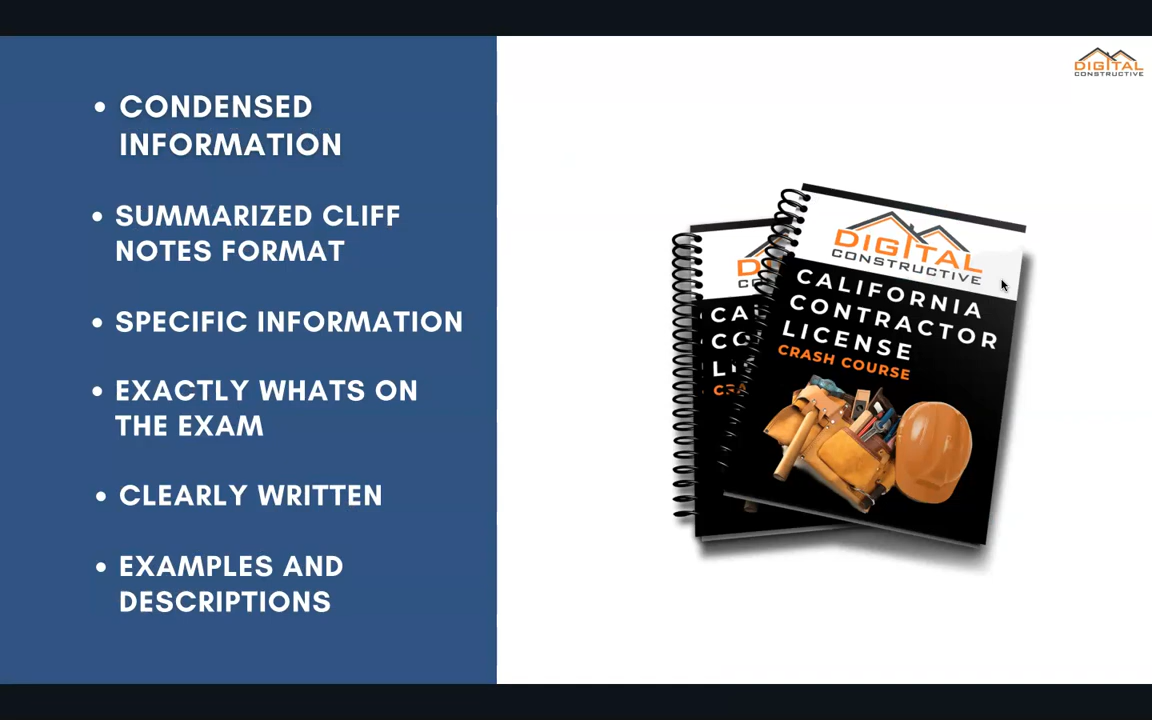 • CONDENSED
INFORMATION
• SUMMARIZED CLIFF
NOTES FORMAT
• SPECIFIC INFORMATION
• EXACTLY WHATS ON
THE EXAM
• CLEARLY WRITTEN
• EXAMPLES AND
DESCRIPTIONS
DIGITAL
CONSTRUCTIVE
DIGITAL
CONSTRUCTIVE
CALIFORNIA
CONTRACTOR
LICENSE
CRASH COURSE